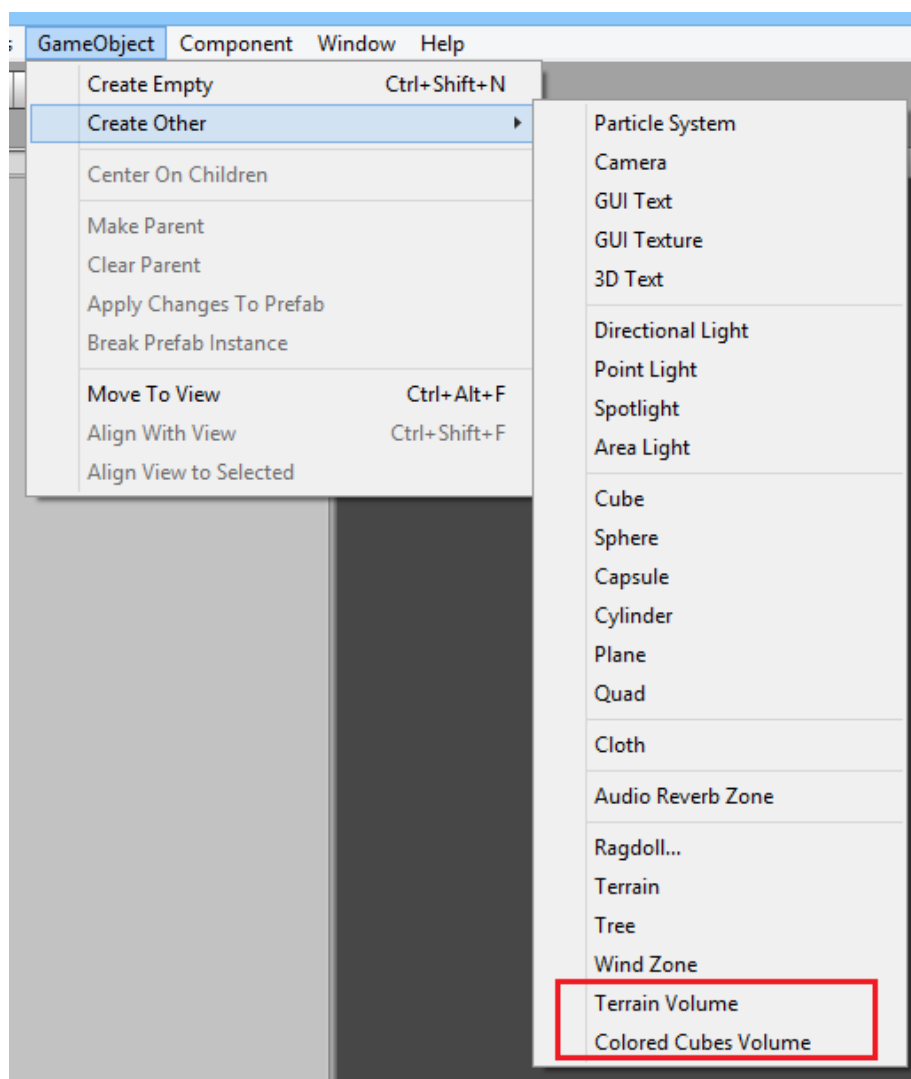 GameObject Component Window Help
Create Empty Ctrl+Shift+N
Create Other
Center On Children
Make Parent
Clear Parent
Apply Changes To Prefab
Break Prefab Instance
Move To View Ctrl+Alt+F
Align With View Ctrl+Shift+F
Align View to Selected
Particle System
Camera
GUI Text
GUI Texture
3D Text
Directional Light
Point Light
Spotlight
Area Light
Cube
Sphere
Capsule
Cylinder
Plane
Quad
Cloth
Audio Reverb Zone
Ragdoll...
Terrain
Tree
Wind Zone
Terrain Volume
Colored Cubes Volume